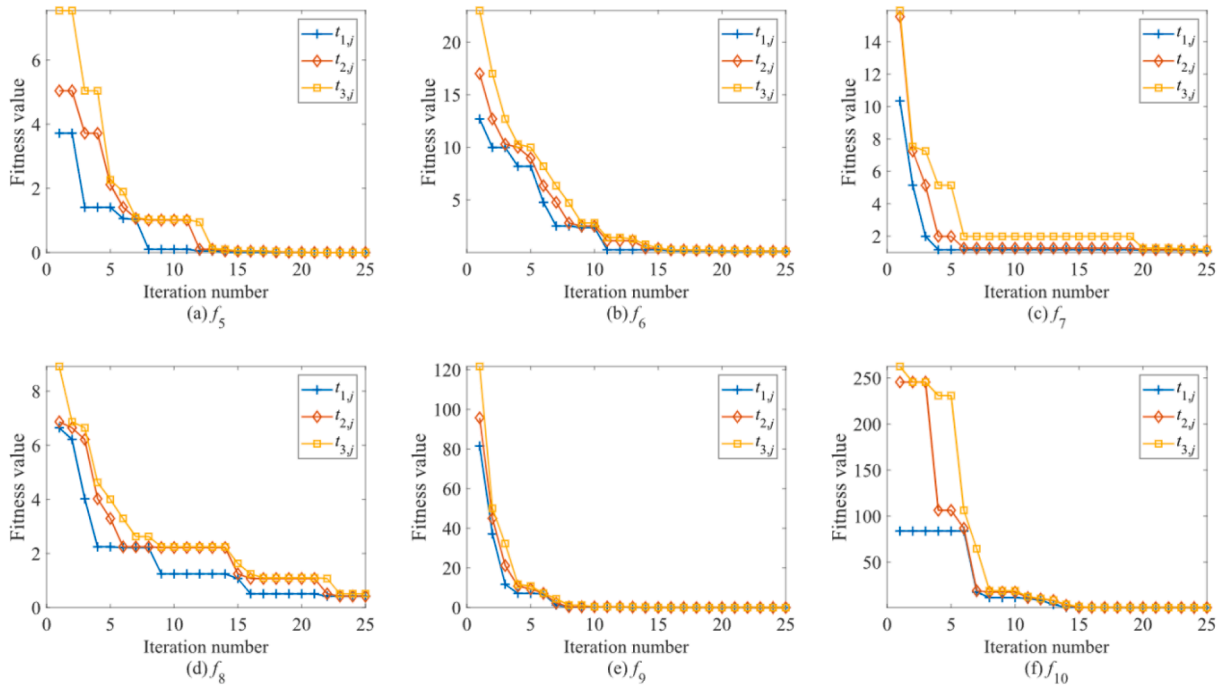 Fitness value
6
4
2
0
0 5 10 15 20 25
t1,j
t2,j
t3,j
Iteration number
(a) f5
Fitness value
20
15
10
5
0 5 10 15 20 25
t1,j
t2,j
t3,j
Iteration number
(b) f6
Fitness value
16
14
12
10
8
6
4
2
0 5 10 15 20 25
t1,j
t2,j
t3,j
Iteration number
(c) f7
Fitness value
8
6
4
2
0
0 5 10 15 20 25
t1,j
t2,j
t3,j
Iteration number
(d) f8
Fitness value
120
100
80
60
40
20
0
0 5 10 15 20 25
t1,j
t2,j
t3,j
Iteration number
(e) f9
Fitness value
250
200
150
100
50
0 5 10 15 20 25
t1,j
t2,j
t3,j
Iteration number
(f) f10